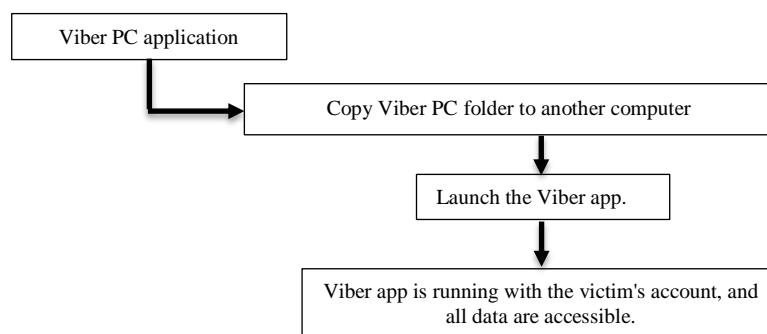 Viber PC application
Copy Viber PC folder to another computer
Launch the Viber app.
Viber app is running with the victim's account, and
all data are accessible.